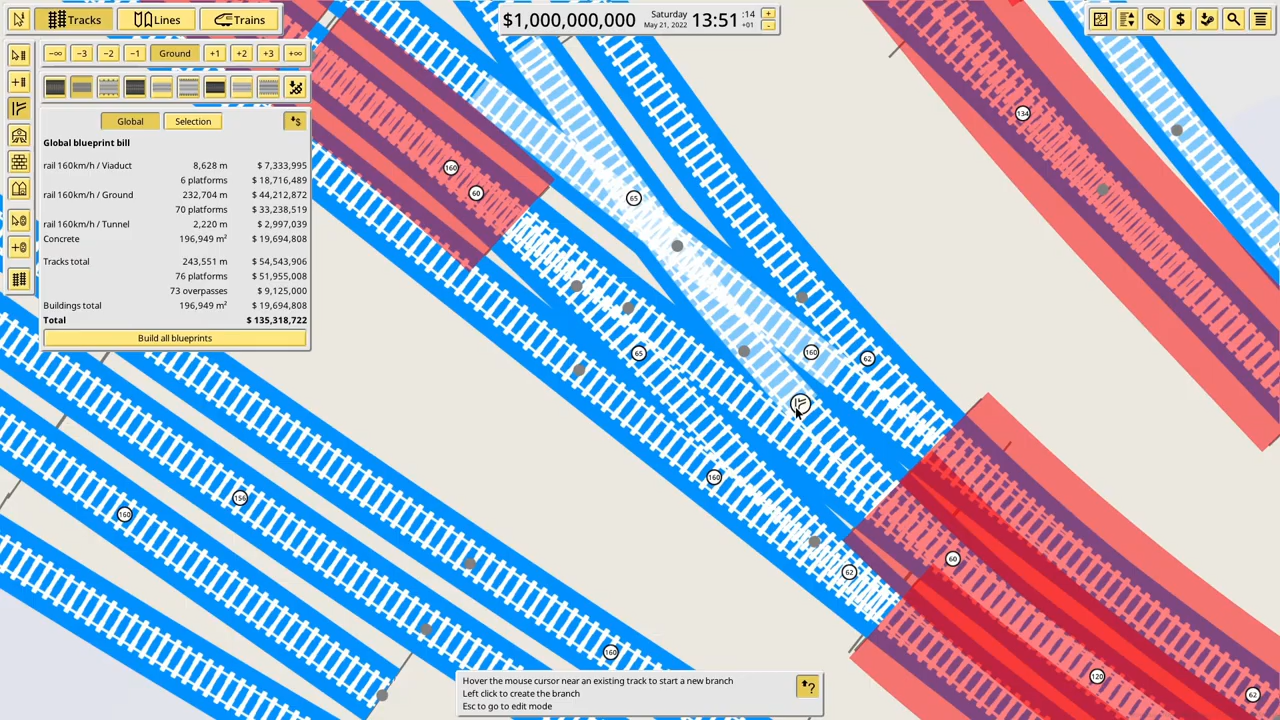 Tracks
Lines
Trains
$1,000,000,000
Saturday
May 21, 2022
13:51
:14
+01
+
-
-∞
-3
-2
-1
Ground
+1
+2
+3
+∞
Global
Selection
Global blueprint bill
rail 160km/h / Viaduct 8,628 m $ 7,333,995
6 platforms $ 18,716,489
rail 160km/h / Ground 232,704 m $ 44,212,872
70 platforms $ 33,238,519
rail 160km/h / Tunnel 2,220 m $ 2,997,039
Concrete 196,949 m² $ 19,694,808
Tracks total 243,551 m $ 54,543,906
76 platforms $ 51,955,008
73 overpasses $ 9,125,000
Buildings total 196,949 m² $ 19,694,808
Total $ 135,318,722
Build all blueprints
134
160
60
65
65
160
62
160
156
160
62
60
160
120
62
Hover the mouse cursor near an existing track to start a new branch
Left click to create the branch
Esc to go to edit mode